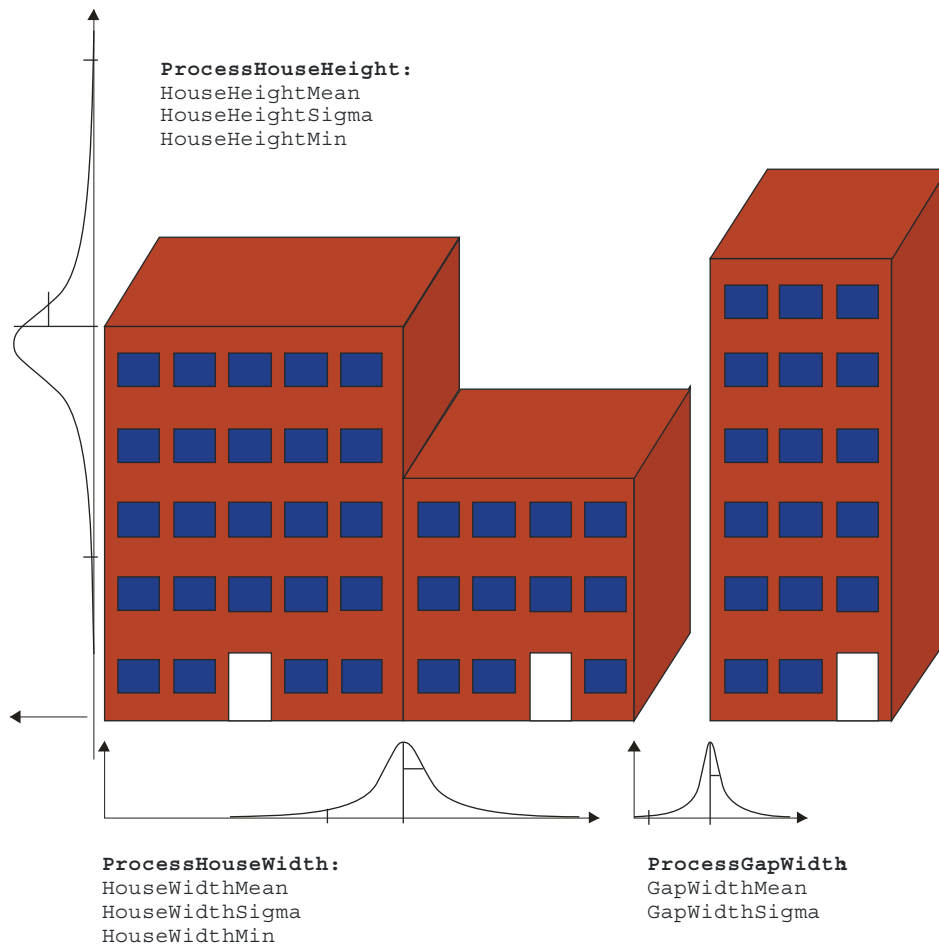 ProcessHouseHeight:
HouseHeightMean
HouseHeightSigma
HouseHeightMin
ProcessHouseWidth:
HouseWidthMean
HouseWidthSigma
HouseWidthMin
ProcessGapWidth:
GapWidthMean
GapWidthSigma